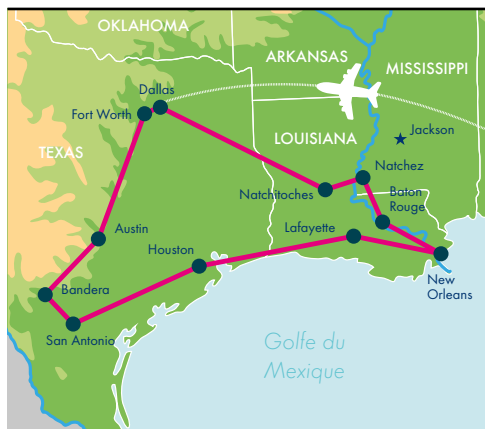 OKLAHOMA
ARKANSAS
MISSISSIPPI
Dallas
Fort Worth
Jackson
LOUISIANA
TEXAS
Natchez
Natchitoches
Baton
Rouge
Austin
Lafayette
Houston
New
Orleans
Bandera
San Antonio
Golfe du
Mexique